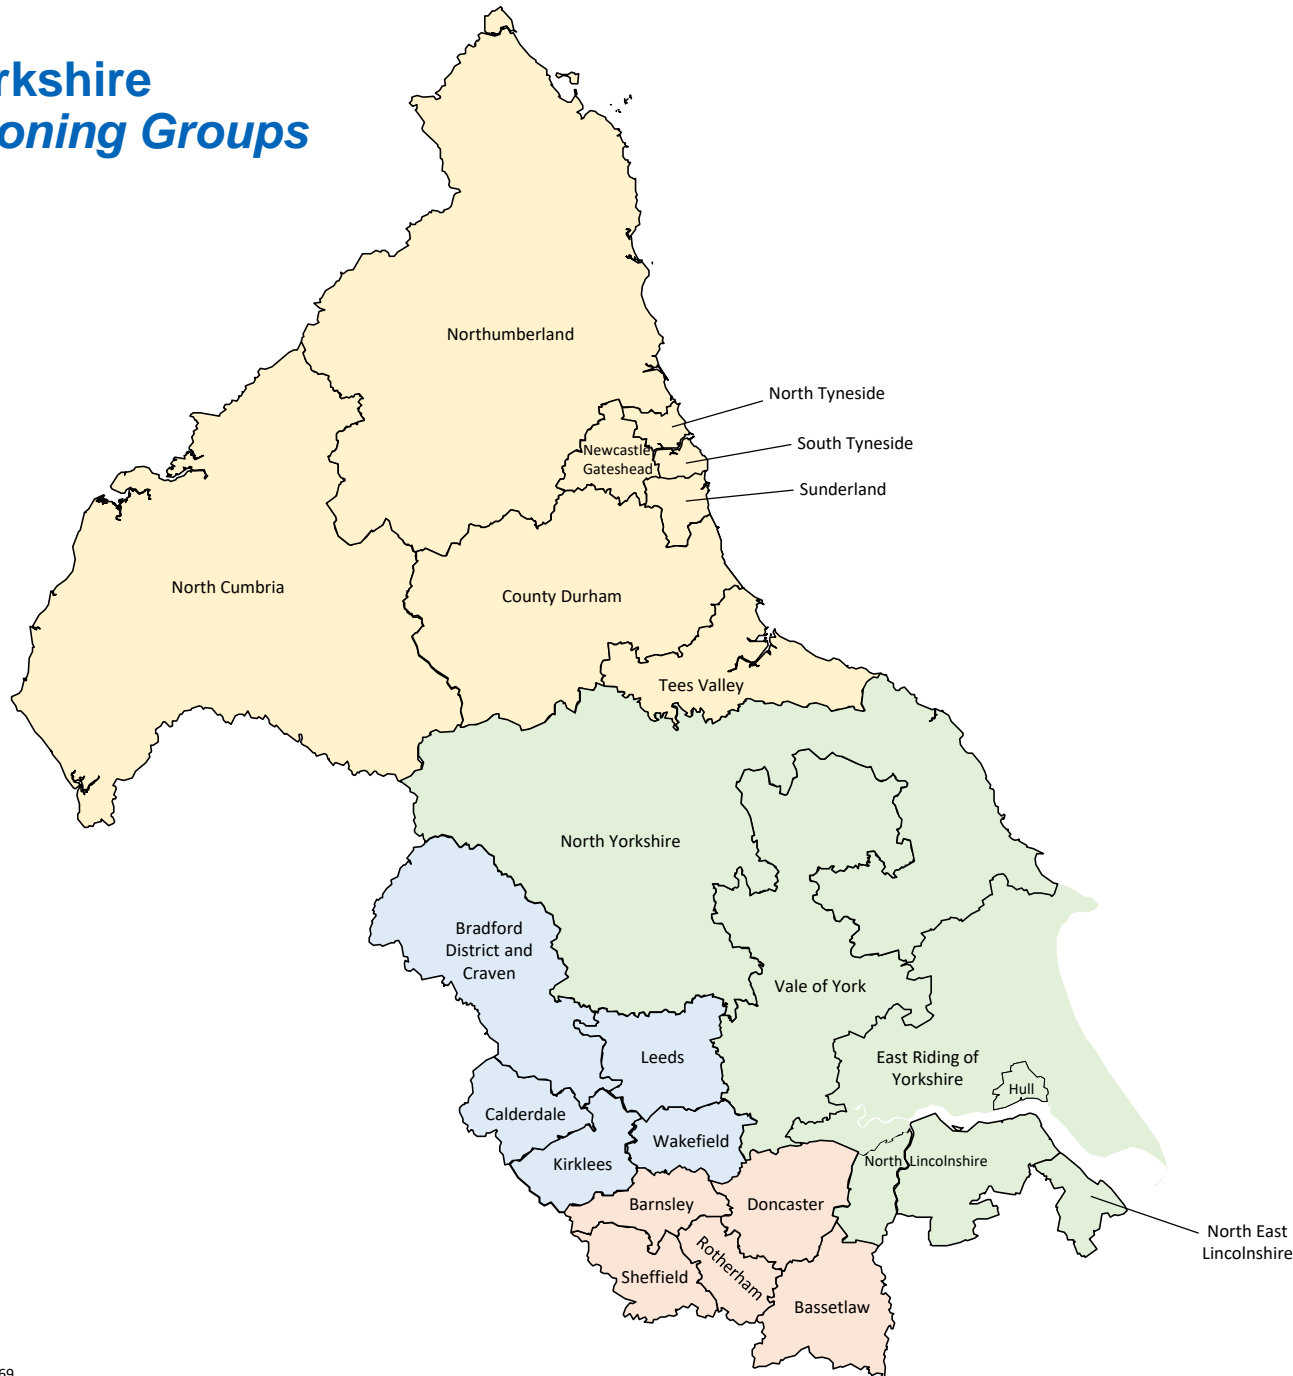 rkshire
oning Groups
Northumberland
North Tyneside
South Tyneside
Newcastle
Gateshead
Sunderland
North Cumbria
County Durham
Tees Valley
North Yorkshire
Bradford
District and
Craven
Vale of York
Leeds
East Riding of
Yorkshire
Hull
Calderdale
Wakefield
Kirklees
North Lincolnshire
Barnsley
Doncaster
North East
Lincolnshire
Rotherham
Sheffield
Bassetlaw
69